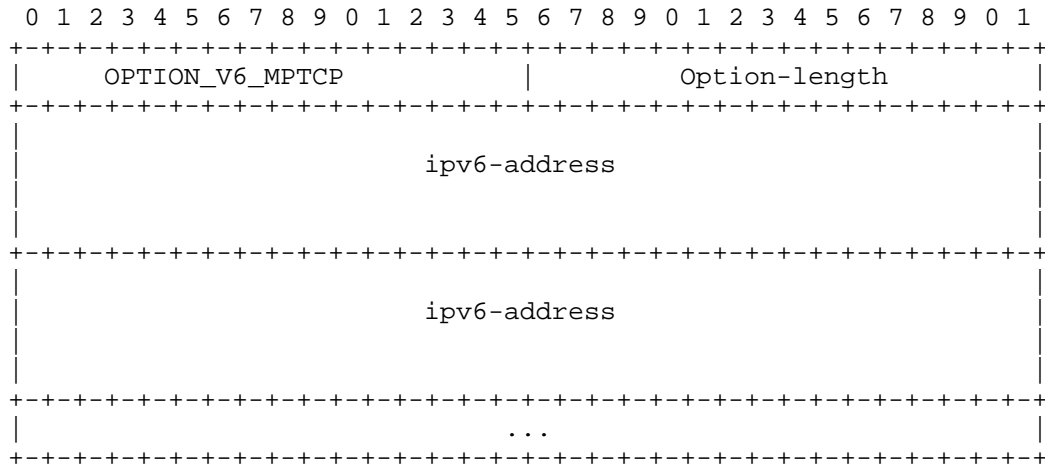 0 1 2 3 4 5 6 7 8 9 0 1 2 3 4 5 6 7 8 9 0 1 2 3 4 5 6 7 8 9 0 1
+-+-+-+-+-+-+-+-+-+-+-+-+-+-+-+-+-+-+-+-+-+-+-+-+-+-+-+-+-+-+-+-+
| OPTION_V6_MPTCP | Option-length |
+-+-+-+-+-+-+-+-+-+-+-+-+-+-+-+-+-+-+-+-+-+-+-+-+-+-+-+-+-+-+-+-+
| |
| ipv6-address |
| |
| |
+-+-+-+-+-+-+-+-+-+-+-+-+-+-+-+-+-+-+-+-+-+-+-+-+-+-+-+-+-+-+-+-+
| |
| ipv6-address |
| |
| |
+-+-+-+-+-+-+-+-+-+-+-+-+-+-+-+-+-+-+-+-+-+-+-+-+-+-+-+-+-+-+-+-+
| ... |
+-+-+-+-+-+-+-+-+-+-+-+-+-+-+-+-+-+-+-+-+-+-+-+-+-+-+-+-+-+-+-+-+